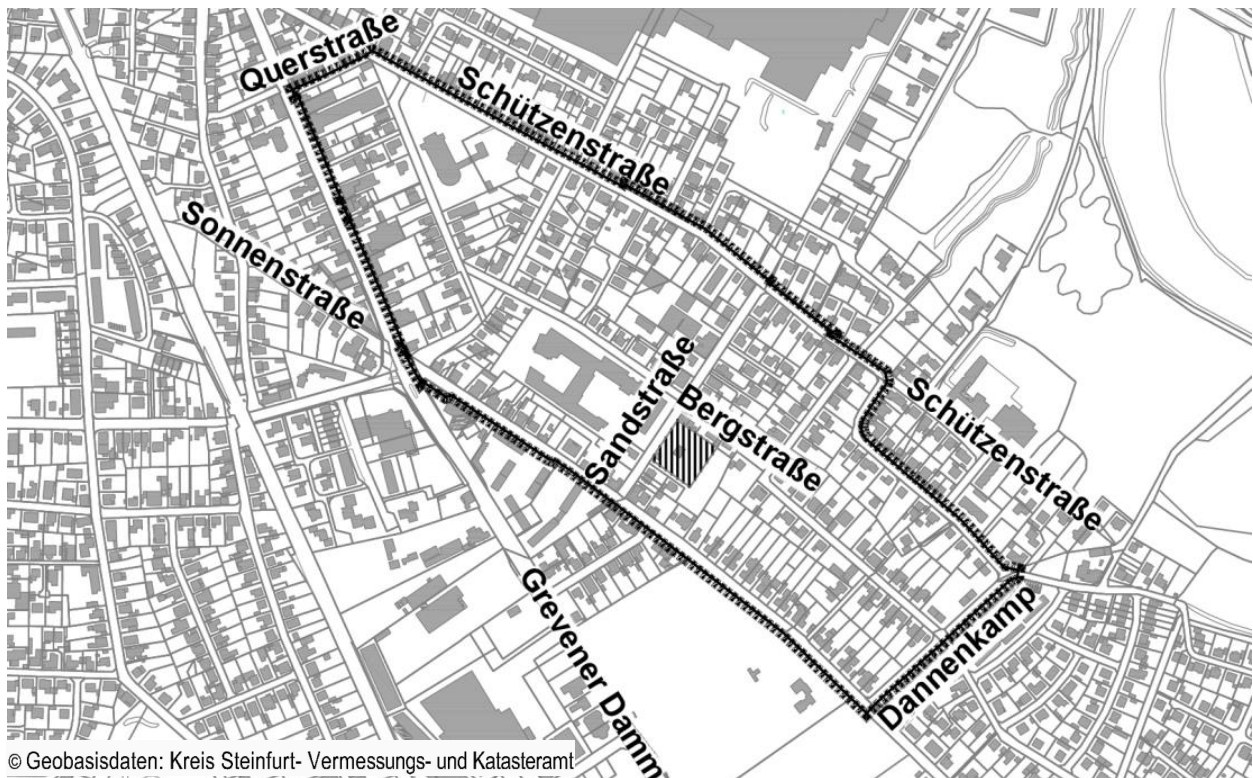 Querstraße
Schützenstraße
Sonnenstraße
Sandstraße
Bergstraße
Schützenstraße
Grevener Damm
Dannenkamp
© Geobasisdaten: Kreis Steinfurt- Vermessungs- und Katasteramt